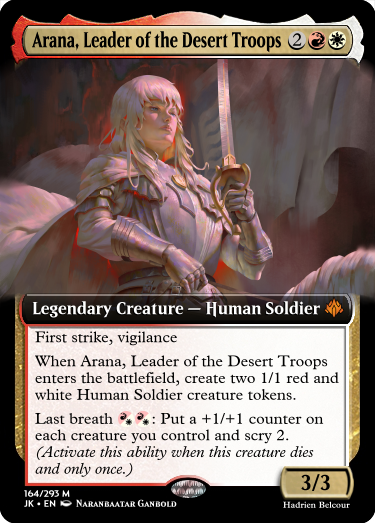 Arana, Leader of the Desert Troops 2
Legendary Creature — Human Soldier
First strike, vigilance
When Arana, Leader of the Desert Troops
enters the battlefield, create two 1/1 red and
white Human Soldier creature tokens.
Last breath : Put a +1/+1 counter on
each creature you control and scry 2.
(Activate this ability when this creature dies
and only once.)
3/3
164/293 M
JK • EN Naranbaatar Ganbold
Hadrien Belcour